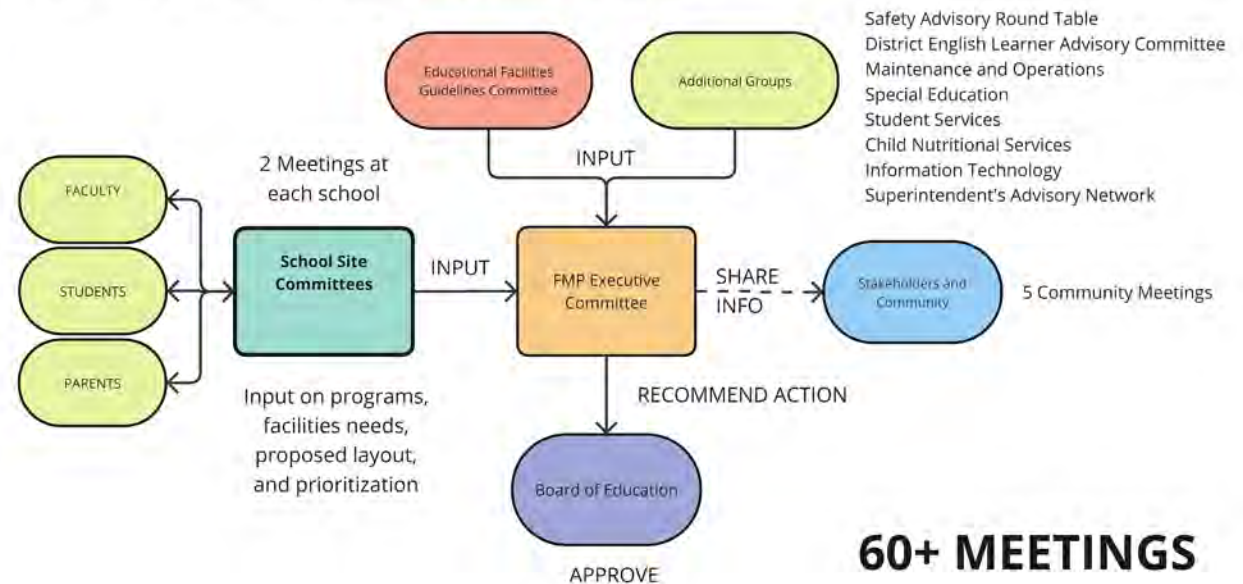 Safety Advisory Round Table
District English Learner Advisory Committee
Maintenance and Operations
Special Education
Student Services
Child Nutritional Services
Information Technology
Superintendent's Advisory Network
Educational Facilities
Guidelines Committee
Additional Groups
INPUT
2 Meetings at
each school
FACULTY
STUDENTS
PARENTS
School Site
Committees
INPUT
FMP Executive
Committee
SHARE
INFO
Stakeholders and
Community
5 Community Meetings
Input on programs,
facilities needs,
proposed layout,
and prioritization
RECOMMEND ACTION
Board of Education
APPROVE
60+ MEETINGS